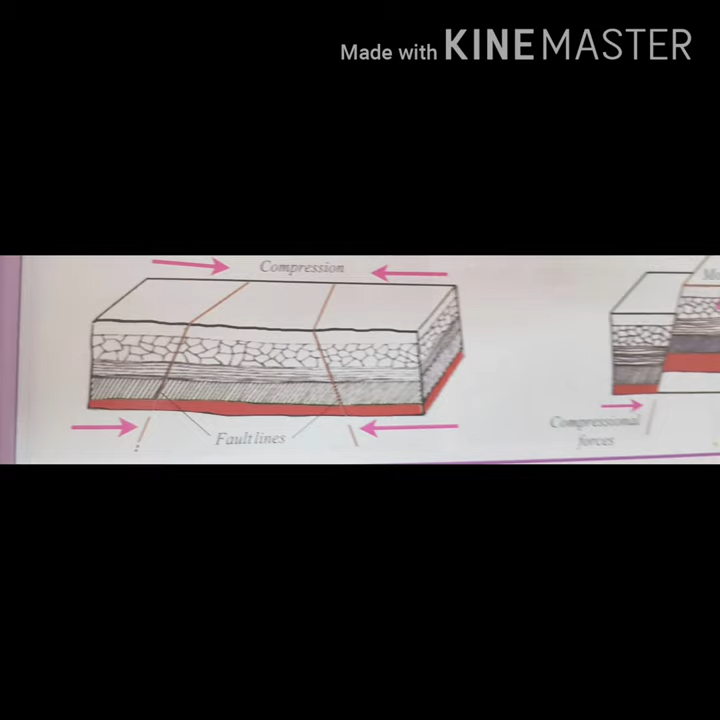 Made with KINEMASTER
Compression
Fault lines
Compressional
forces